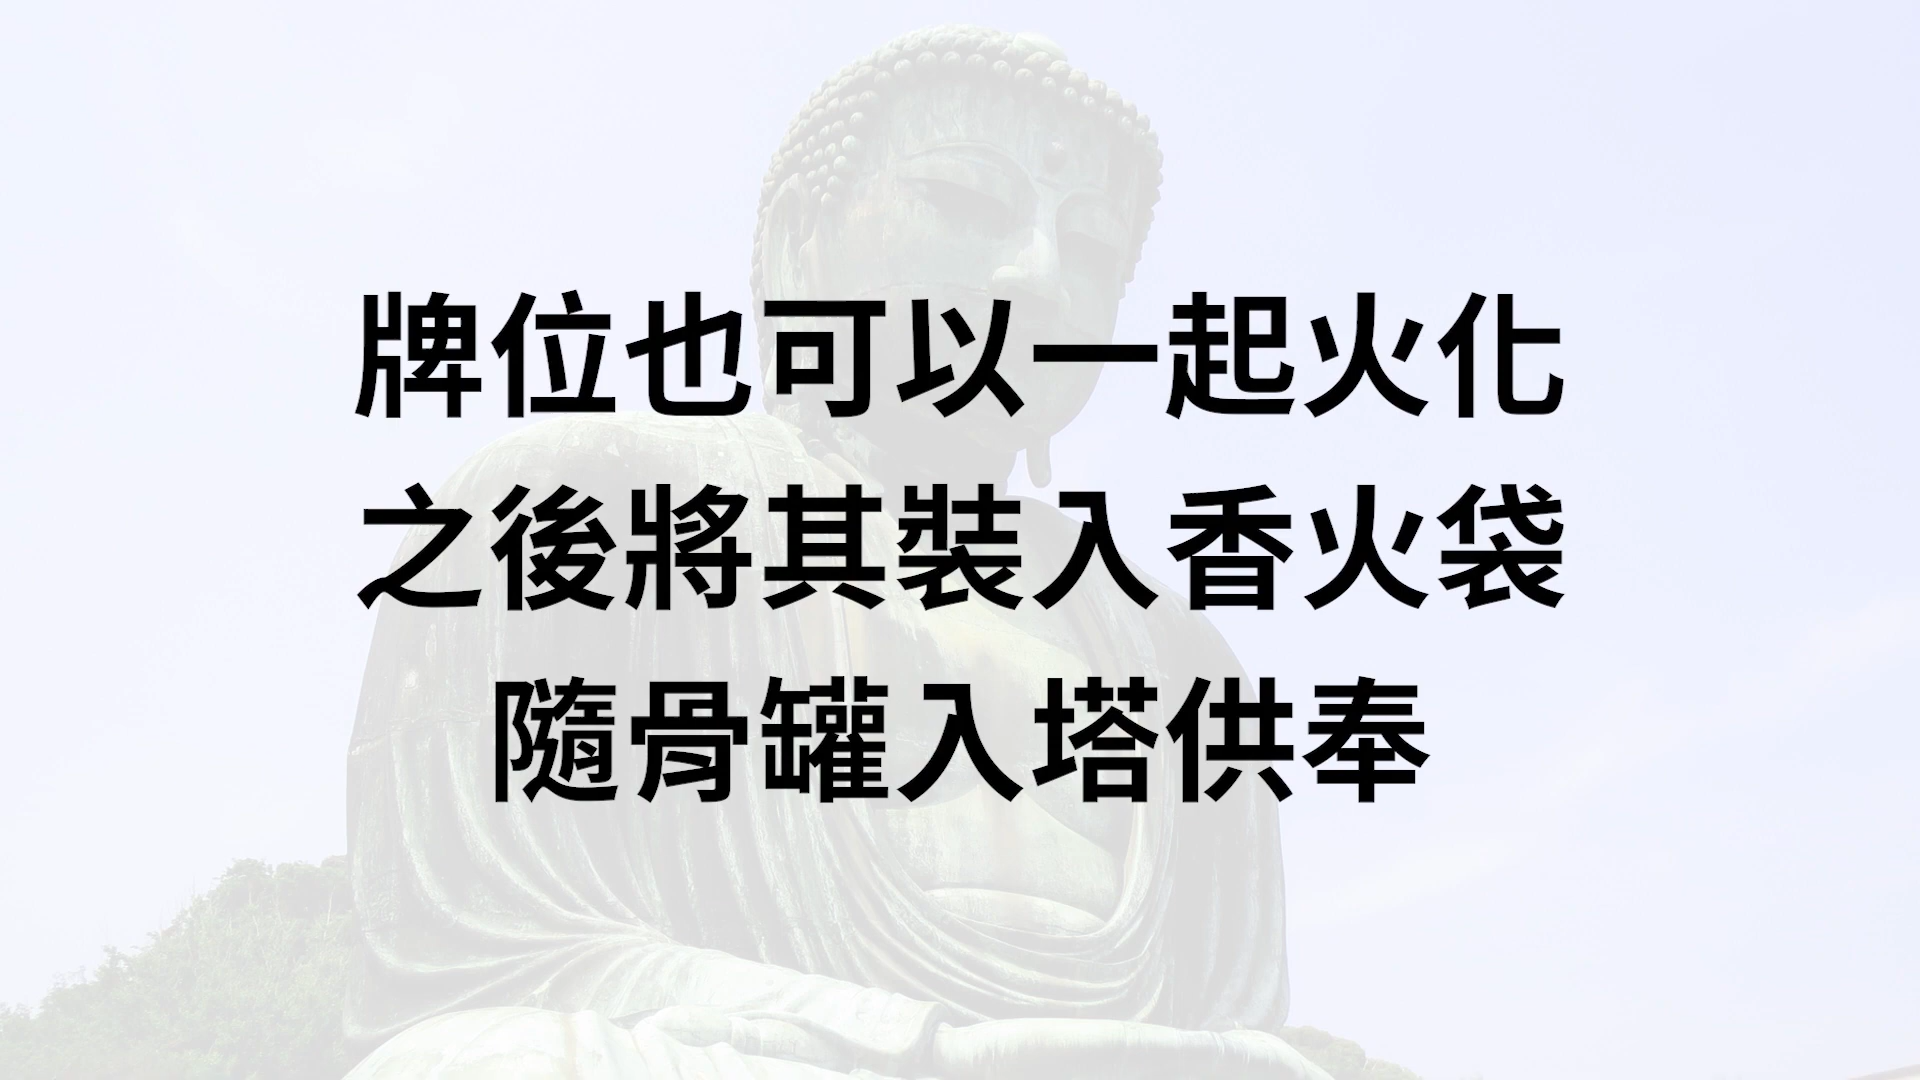 牌位也可以一起火化
之後將其裝入香火袋
隨骨罐入塔供奉